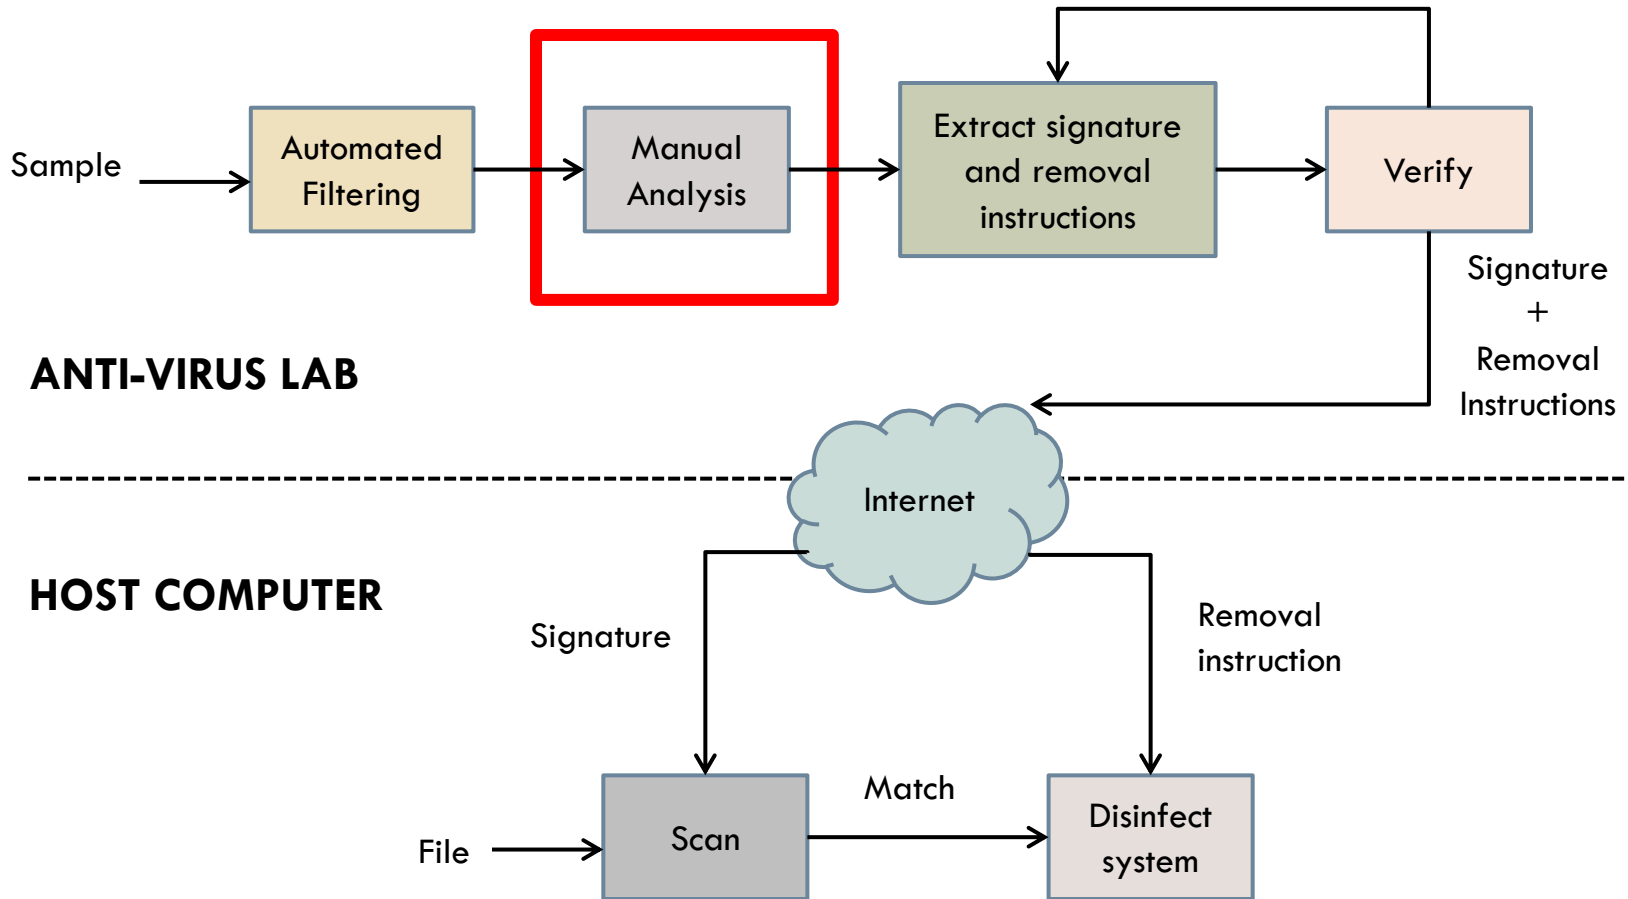 Sample
Automated
Filtering
Manual
Analysis
Extract signature
and removal
instructions
Verify
Signature
+
Removal
Instructions
ANTI-VIRUS LAB
Internet
HOST COMPUTER
Signature
Removal
instruction
File
Scan
Match
Disinfect
system